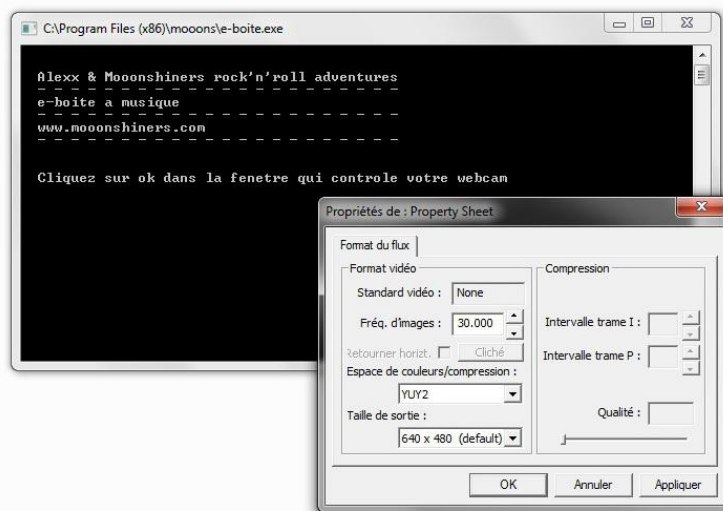 C:\Program Files (x86)\mooons\e-boite.exe
Alexx & Mooonshiners rock'n'roll adventures
e-boite a musique
www.mooonshiners.com
Cliquez sur ok dans la fenetre qui controle votre webcam
Propriétés de : Property Sheet
Format du flux
Format vidéo
Standard vidéo : None
Fréq. d'images : 30.000
Retourner horizt. Cliché
Espace de couleurs/compression :
YUY2
Taille de sortie :
640 x 480 (default)
Compression
Intervalle trame I :
Intervalle trame P :
Qualité :
OK Annuler Appliquer